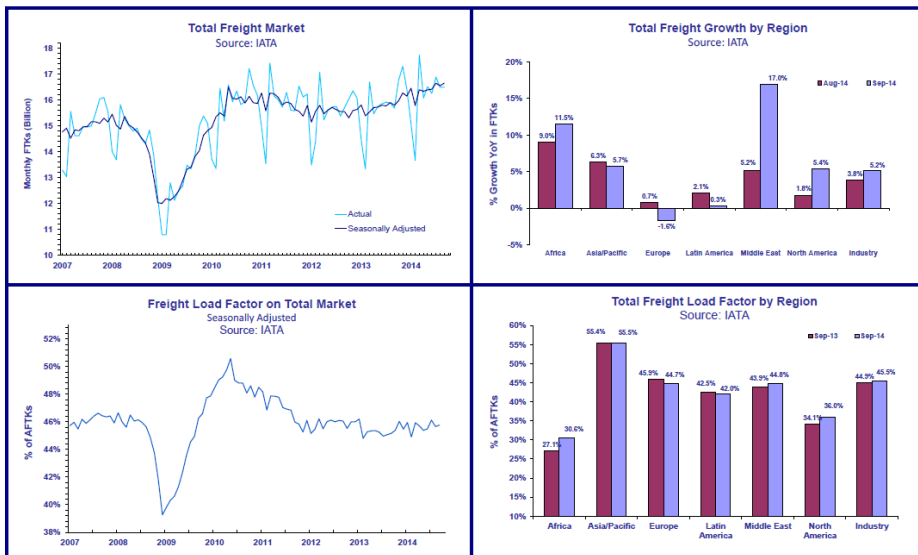 Total Freight Market
Source: IATA
Monthly FTKs (Billion)
18
17
16
15
14
13
12
11
10
Actual
Seasonally Adjusted
2007 2008 2009 2010 2011 2012 2013 2014
Total Freight Growth by Region
Source: IATA
% Growth YoY in FTKs
20%
15%
10%
5%
0%
-5%
Aug-14 Sep-14
9.0% 11.5% 6.3% 5.7% 0.7% -1.6% 2.1% 0.3% 5.2% 17.0% 1.8% 5.4% 3.8% 5.2%
Africa Asia/Pacific Europe Latin America Middle East North America Industry
Freight Load Factor on Total Market
Seasonally Adjusted
Source: IATA
% of AFTKs
52%
50%
48%
46%
44%
42%
40%
38%
2007 2008 2009 2010 2011 2012 2013 2014
Total Freight Load Factor by Region
Source: IATA
% of AFTKs
60%
55%
50%
45%
40%
35%
30%
25%
20%
15%
10%
Sep-13 Sep-14
27.1% 30.6% 55.4% 55.5% 45.9% 44.7% 42.5% 42.0% 43.9% 44.8% 34.1% 36.0% 44.9% 45.5%
Africa Asia/Pacific Europe Latin America Middle East North America Industry